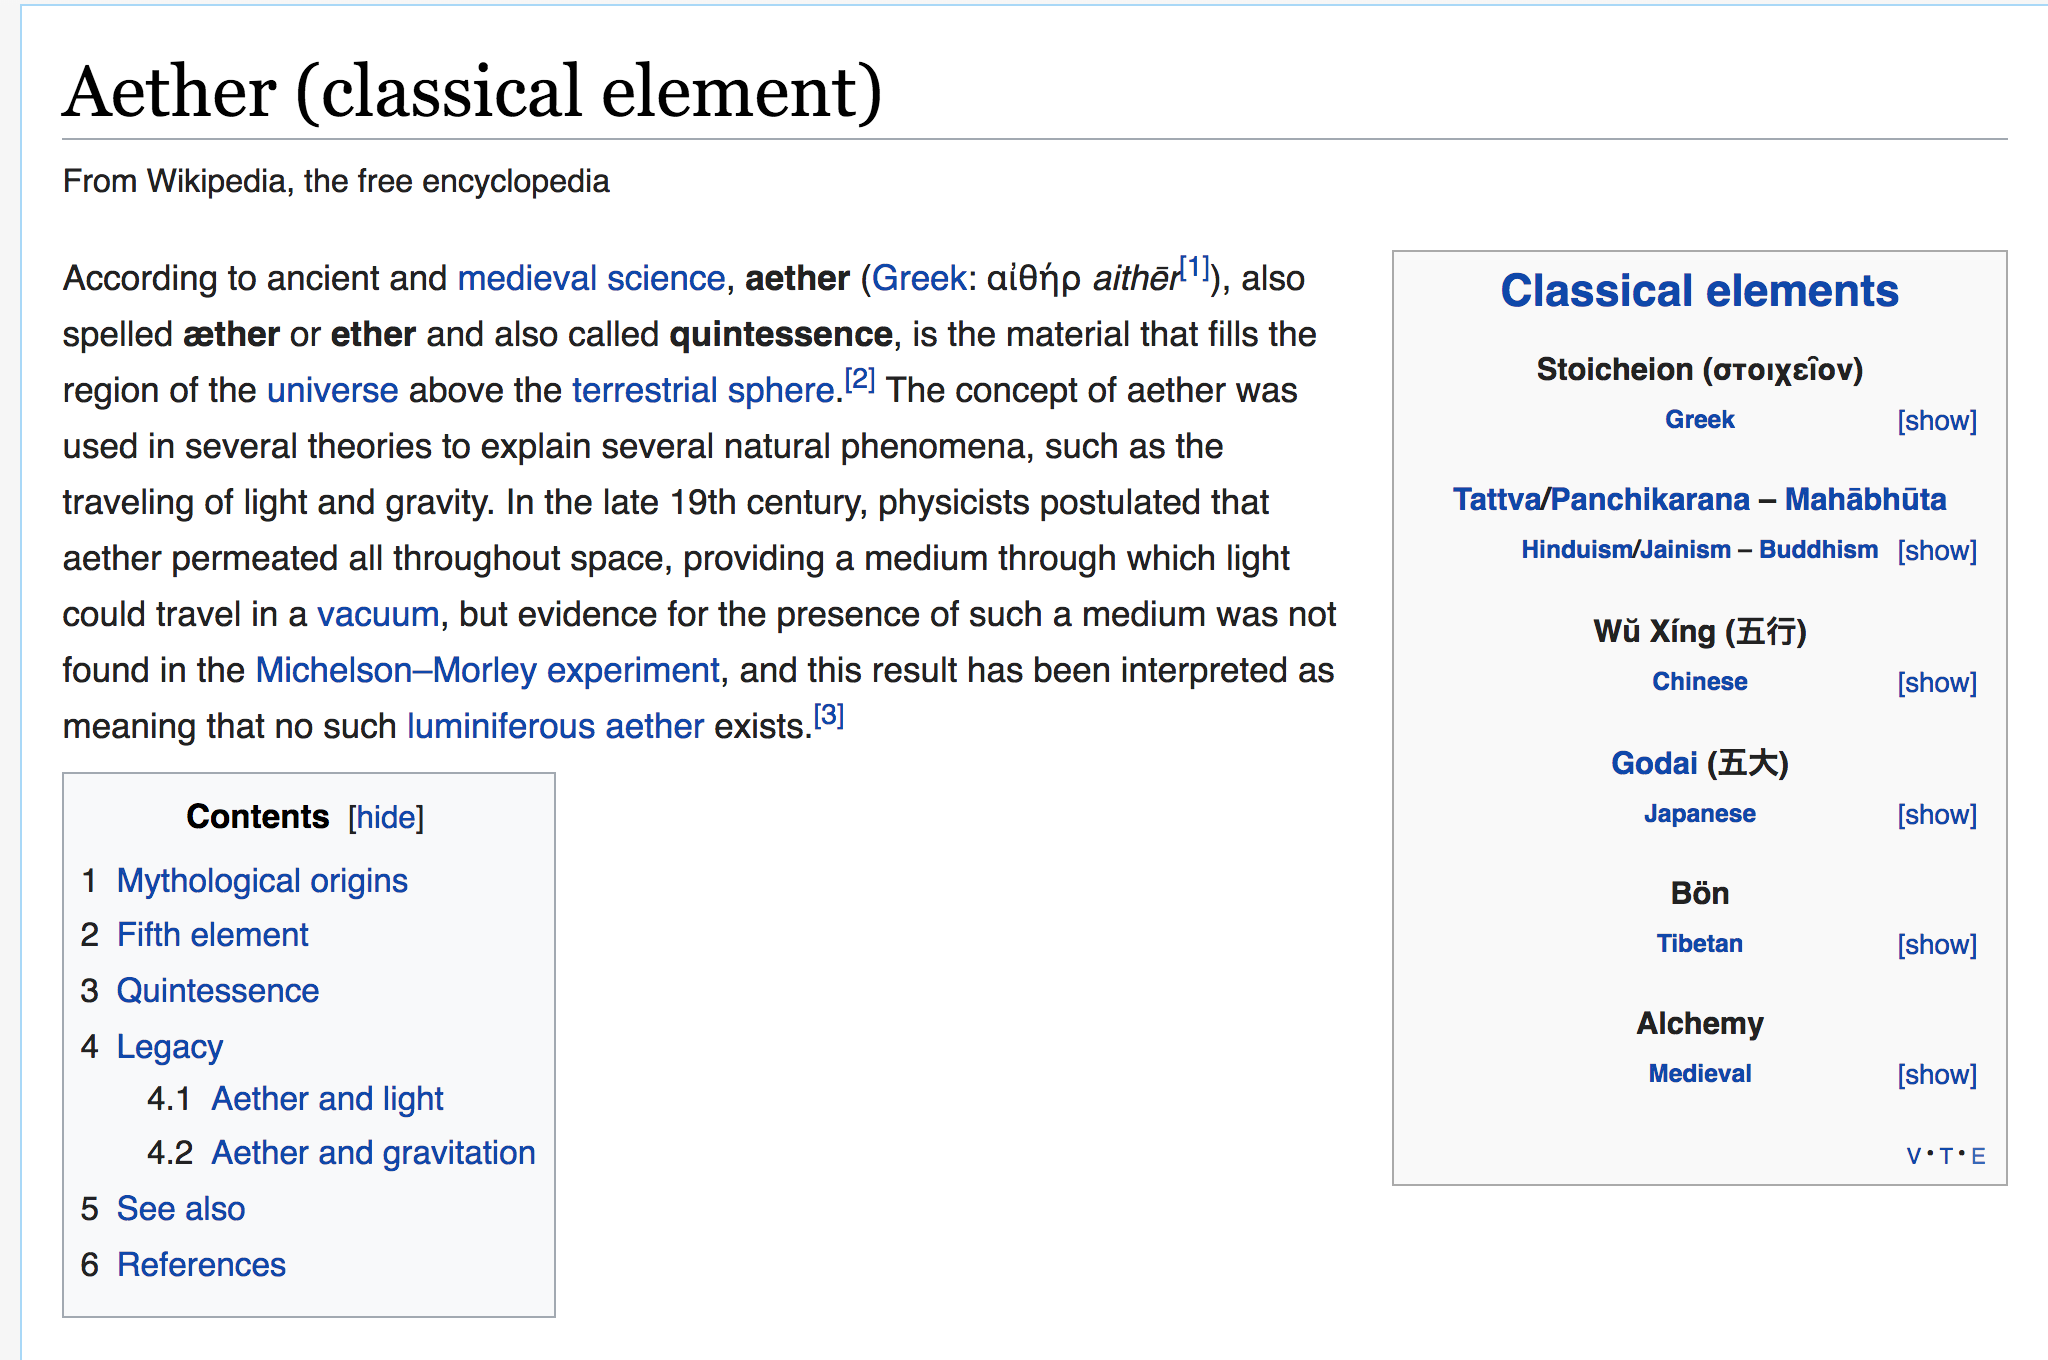 Aether (classical element)
From Wikipedia, the free encyclopedia
According to ancient and medieval science, aether (Greek: αἰθήρ aithēr[1]), also
spelled æther or ether and also called quintessence, is the material that fills the
region of the universe above the terrestrial sphere.[2] The concept of aether was
used in several theories to explain several natural phenomena, such as the
traveling of light and gravity. In the late 19th century, physicists postulated that
aether permeated all throughout space, providing a medium through which light
could travel in a vacuum, but evidence for the presence of such a medium was not
found in the Michelson–Morley experiment, and this result has been interpreted as
meaning that no such luminiferous aether exists.[3]
Contents [hide]
1 Mythological origins
2 Fifth element
3 Quintessence
4 Legacy
4.1 Aether and light
4.2 Aether and gravitation
5 See also
6 References
Classical elements
Stoicheion (στοιχεῖον)
Greek [show]
Tattva/Panchikarana – Mahābhūta
Hinduism/Jainism – Buddhism [show]
Wŭ Xíng (五行)
Chinese [show]
Godai (五大)
Japanese [show]
Bön
Tibetan [show]
Alchemy
Medieval [show]
V · T · E